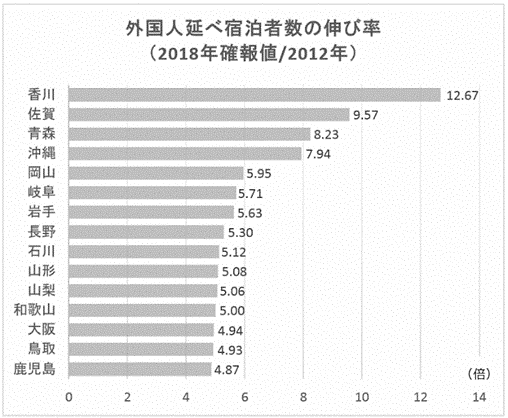 外国人延べ宿泊者数の伸び率
（2018年確報値/2012年）
香川 12.67
佐賀 9.57
青森 8.23
沖縄 7.94
岡山 5.95
岐阜 5.71
岩手 5.63
長野 5.30
石川 5.12
山形 5.08
山梨 5.06
和歌山 5.00
大阪 4.94
鳥取 4.93
鹿児島 4.87
（倍）
0 2 4 6 8 10 12 14